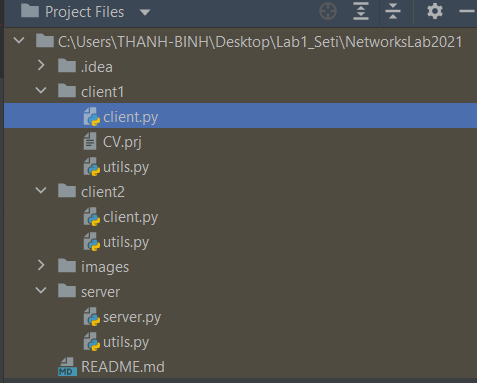 Project Files
C:\Users\THANH-BINH\Desktop\Lab1_Seti\NetworksLab2021
.idea
client1
client.py
CV.prj
utils.py
client2
client.py
utils.py
images
server
server.py
utils.py
MD README.md